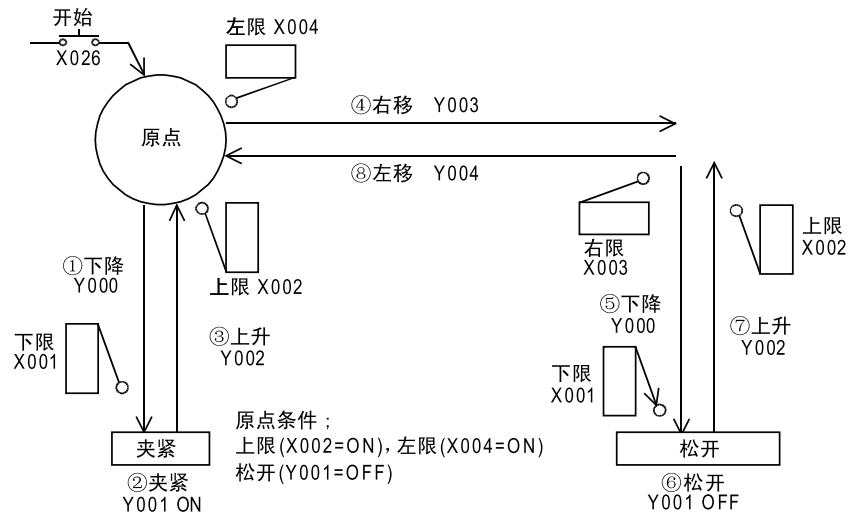 开始
X026
左限 X004
④右移 Y003
原点
⑧左移 Y004
上限 X002
①下降
Y000
③上升
Y002
下限
X001
夹紧
②夹紧
Y001 ON
原点条件；
上限(X002=ON)，左限(X004=ON)
松开(Y001=OFF)
右限
X003
上限
X002
⑤下降
Y000
⑦上升
Y002
下限
X001
松开
⑥松开
Y001 OFF